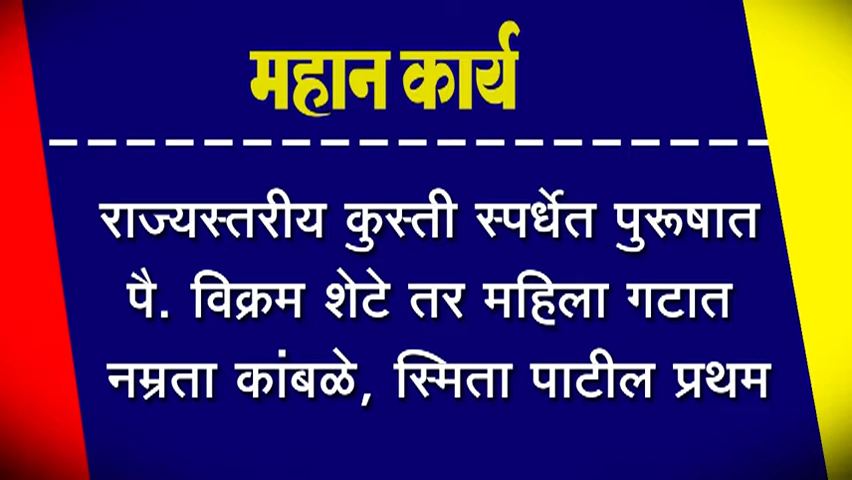 महान कार्य
राज्यस्तरीय कुस्ती स्पर्धेत पुरूषात
पै. विक्रम शेटे तर महिला गटात
नम्रता कांबळे, स्मिता पाटील प्रथम